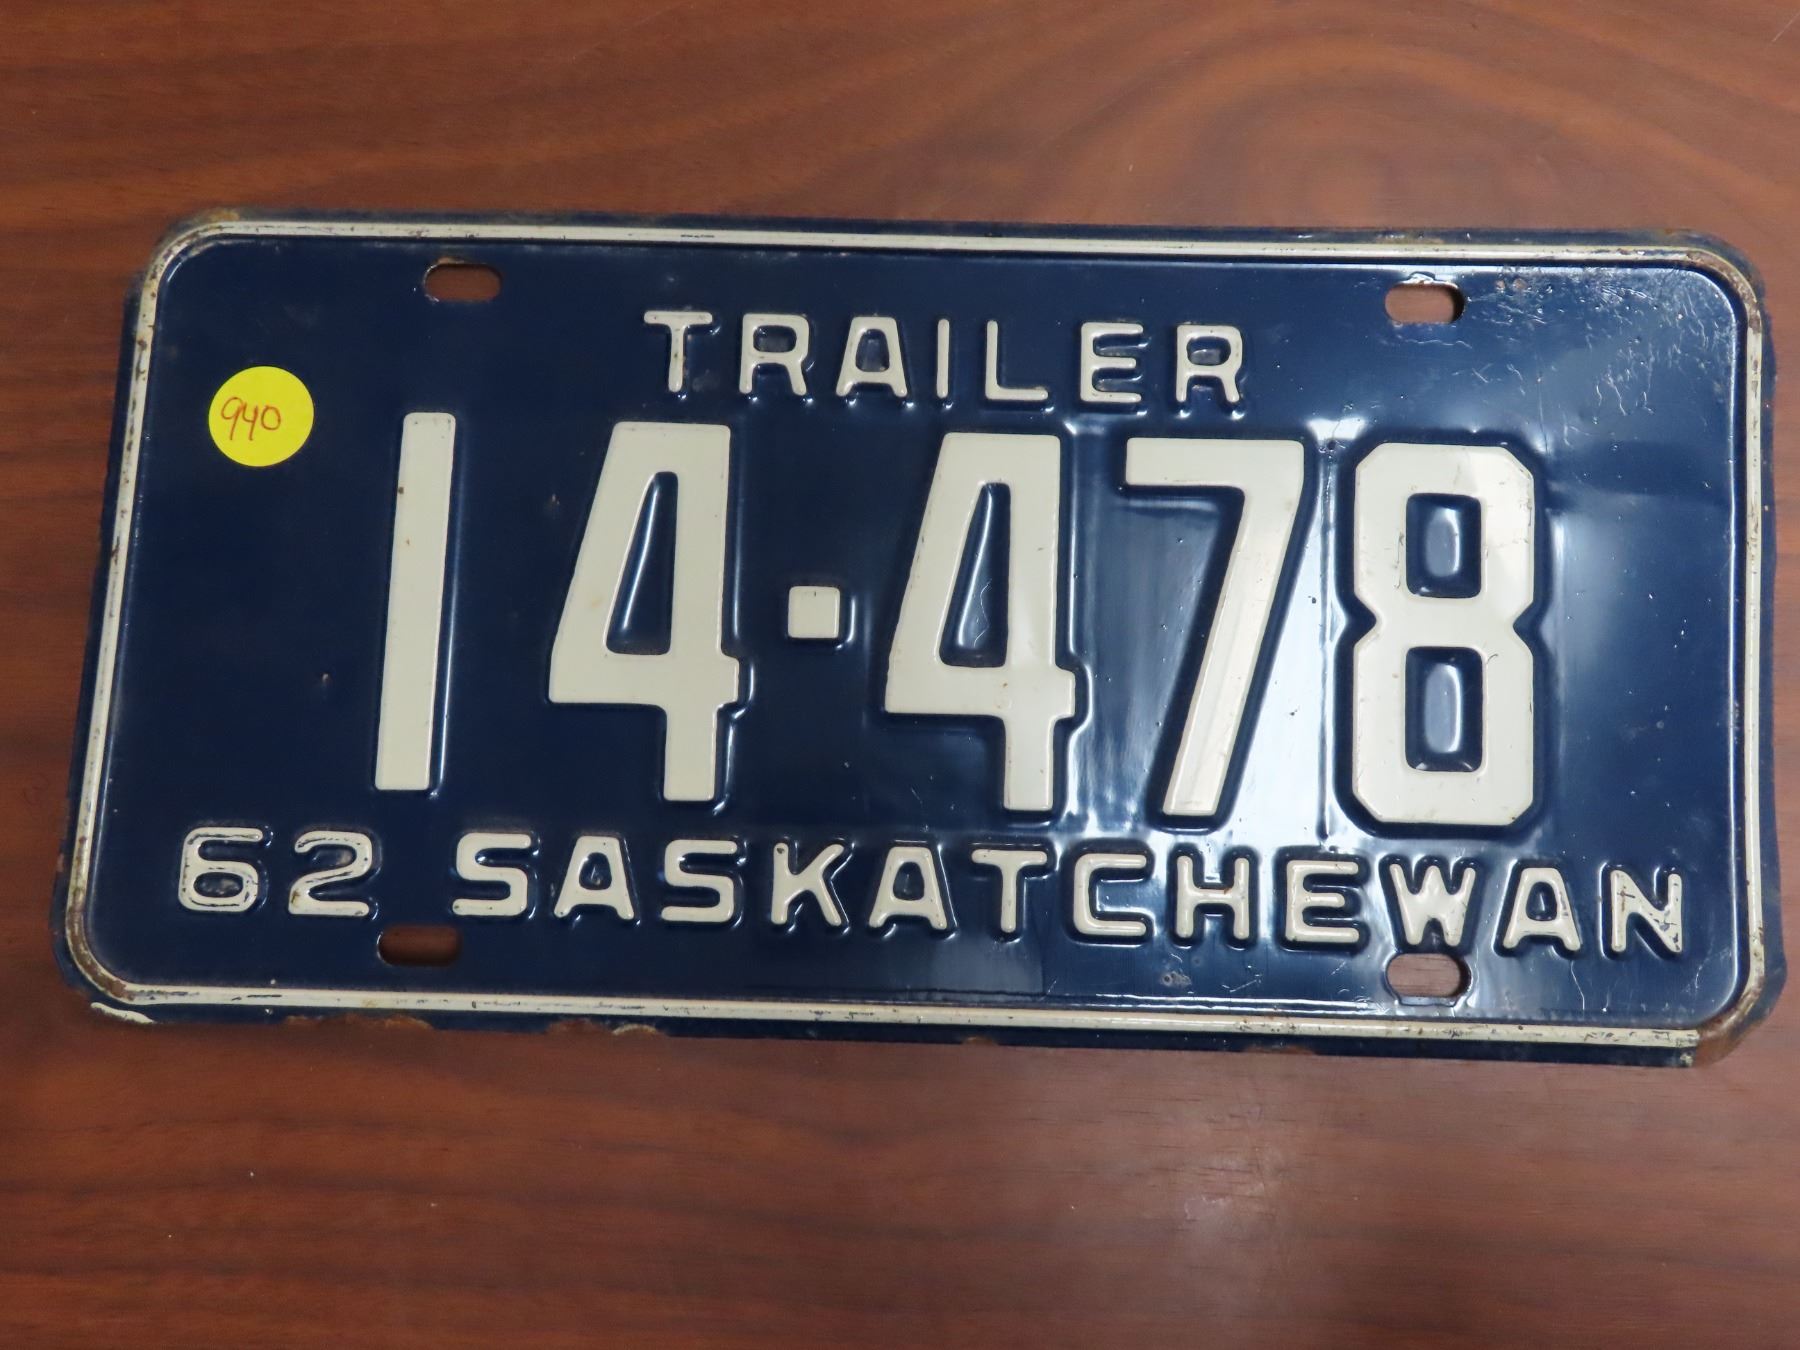 TRAILER
940
14-478
62 SASKATCHEWAN